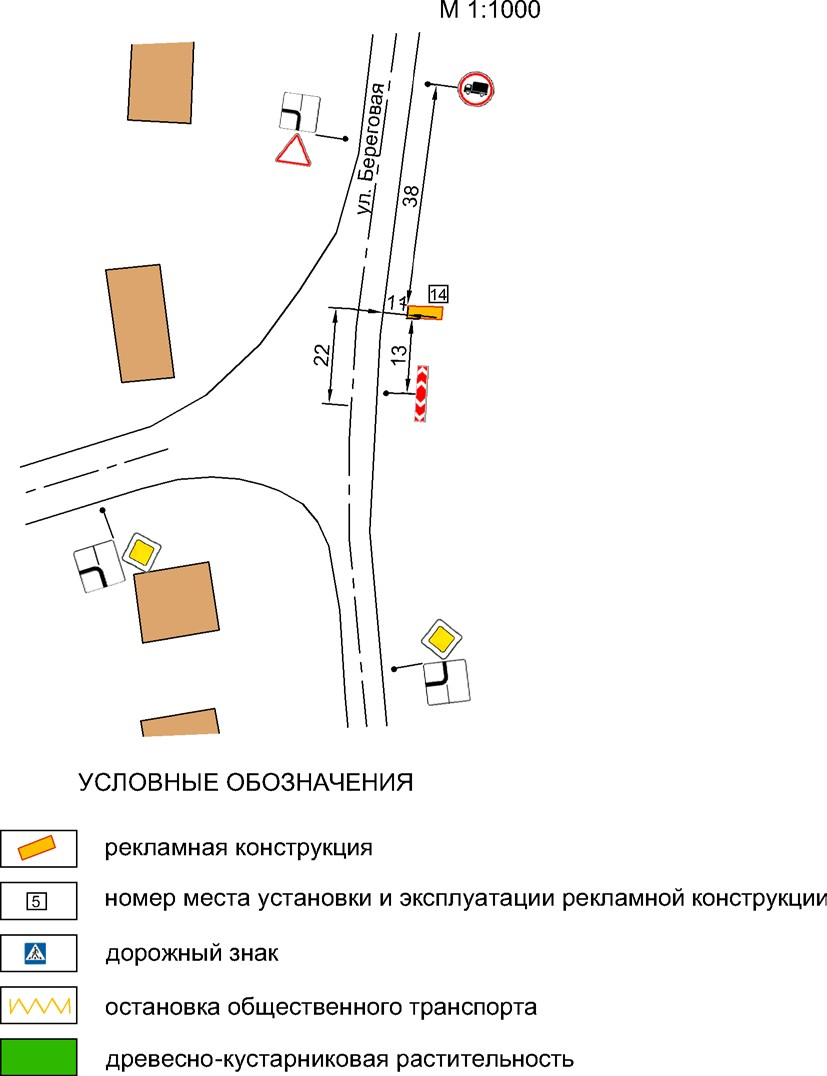 М 1:1000
ул. Береговая
38
14
11
22
13
УСЛОВНЫЕ ОБОЗНАЧЕНИЯ
рекламная конструкция
5 номер места установки и эксплуатации рекламной конструкции
дорожный знак
остановка общественного транспорта
древесно-кустарниковая растительность